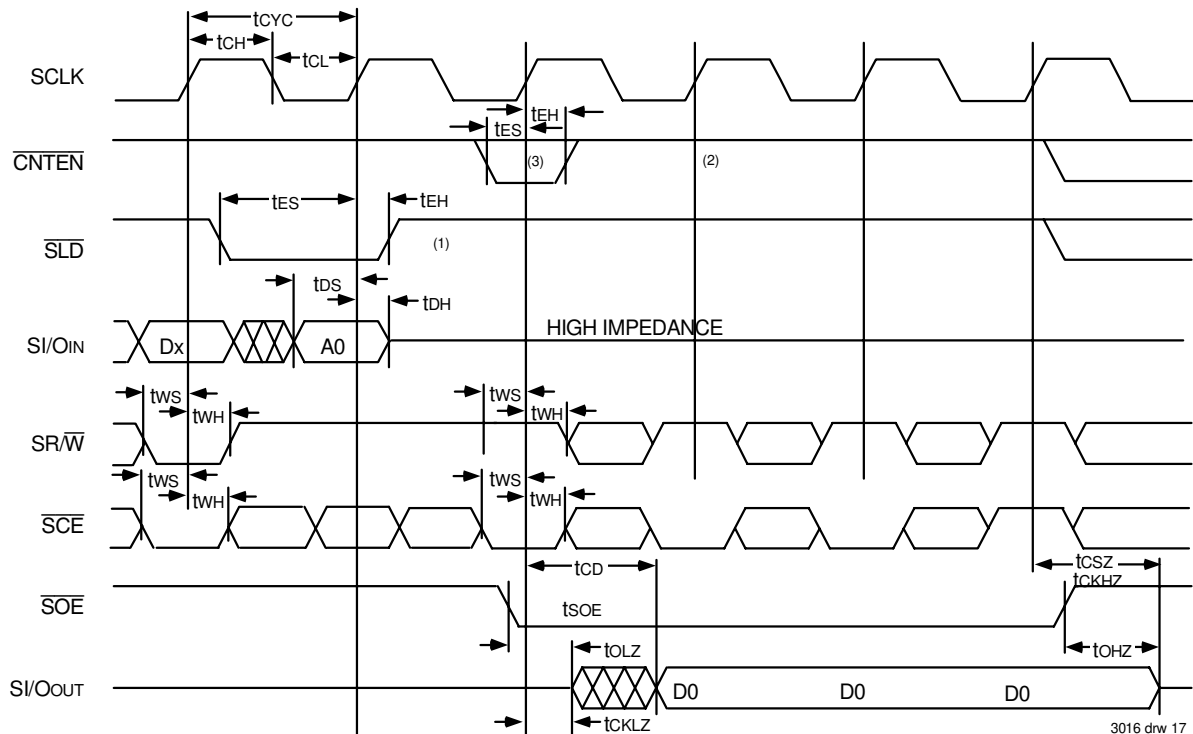 tCYC
tCH
tCL
SCLK
tEH
tES
CNTEN
(3)
(2)
tES
tEH
SLD
(1)
tDS
tDH
HIGH IMPEDANCE
SI/OIN
Dx
A0
tWS
tWS
tWH
tWH
SR/W
tWS
tWS
tWH
tWH
SCE
tCD
tCSZ
tCKHZ
SOE
tSOE
tOLZ
tOHZ
SI/OOUT
D0
D0
D0
tCKLZ
3016 drw 17